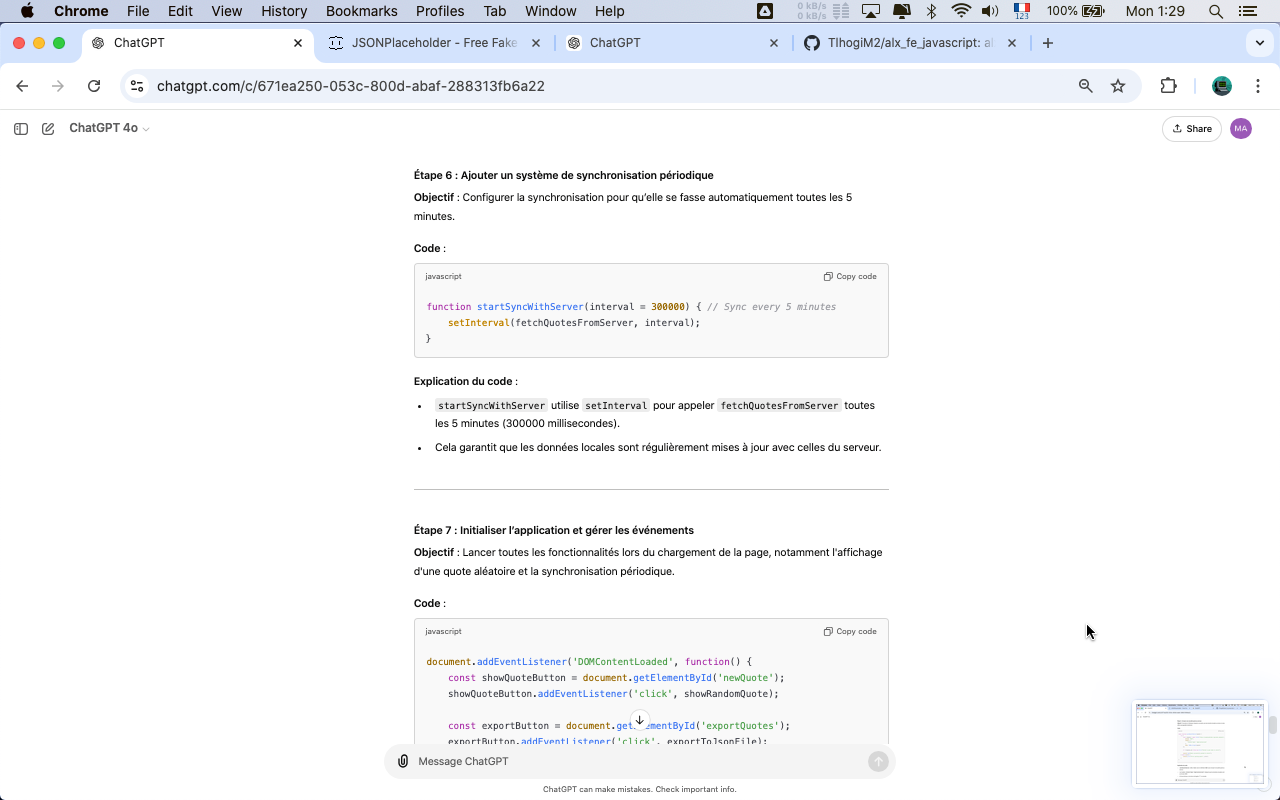 Chrome File Edit View History Bookmarks Profiles Tab Window Help 0 kB/s 0 kB/s 123 100% Mon 1:29
ChatGPT JSONPlaceholder - Free Fake ChatGPT TlhogiM2/alx_fe_javascript: al
chatgpt.com/c/671ea250-053c-800d-abaf-288313fb6a22
ChatGPT 4o Share MA
Étape 6 : Ajouter un système de synchronisation périodique
Objectif : Configurer la synchronisation pour qu'elle se fasse automatiquement toutes les 5
minutes.
Code :
javascript Copy code
function startSyncWithServer(interval = 300000) { // Sync every 5 minutes
setInterval(fetchQuotesFromServer, interval);
}
Explication du code :
• startSyncWithServer utilise setInterval pour appeler fetchQuotesFromServer toutes
les 5 minutes (300000 millisecondes).
• Cela garantit que les données locales sont régulièrement mises à jour avec celles du serveur.
Étape 7 : Initialiser l'application et gérer les événements
Objectif : Lancer toutes les fonctionnalités lors du chargement de la page, notamment l'affichage
d'une quote aléatoire et la synchronisation périodique.
Code :
javascript Copy code
document.addEventListener('DOMContentLoaded', function() {
const showQuoteButton = document.getElementById('newQuote');
showQuoteButton.addEventListener('click', showRandomQuote);
const exportButton = document.getElementById('exportQuotes');
exportButton.addEventListener('click', exportToJsonFile);
Message ChatGPT
ChatGPT can make mistakes. Check important info.